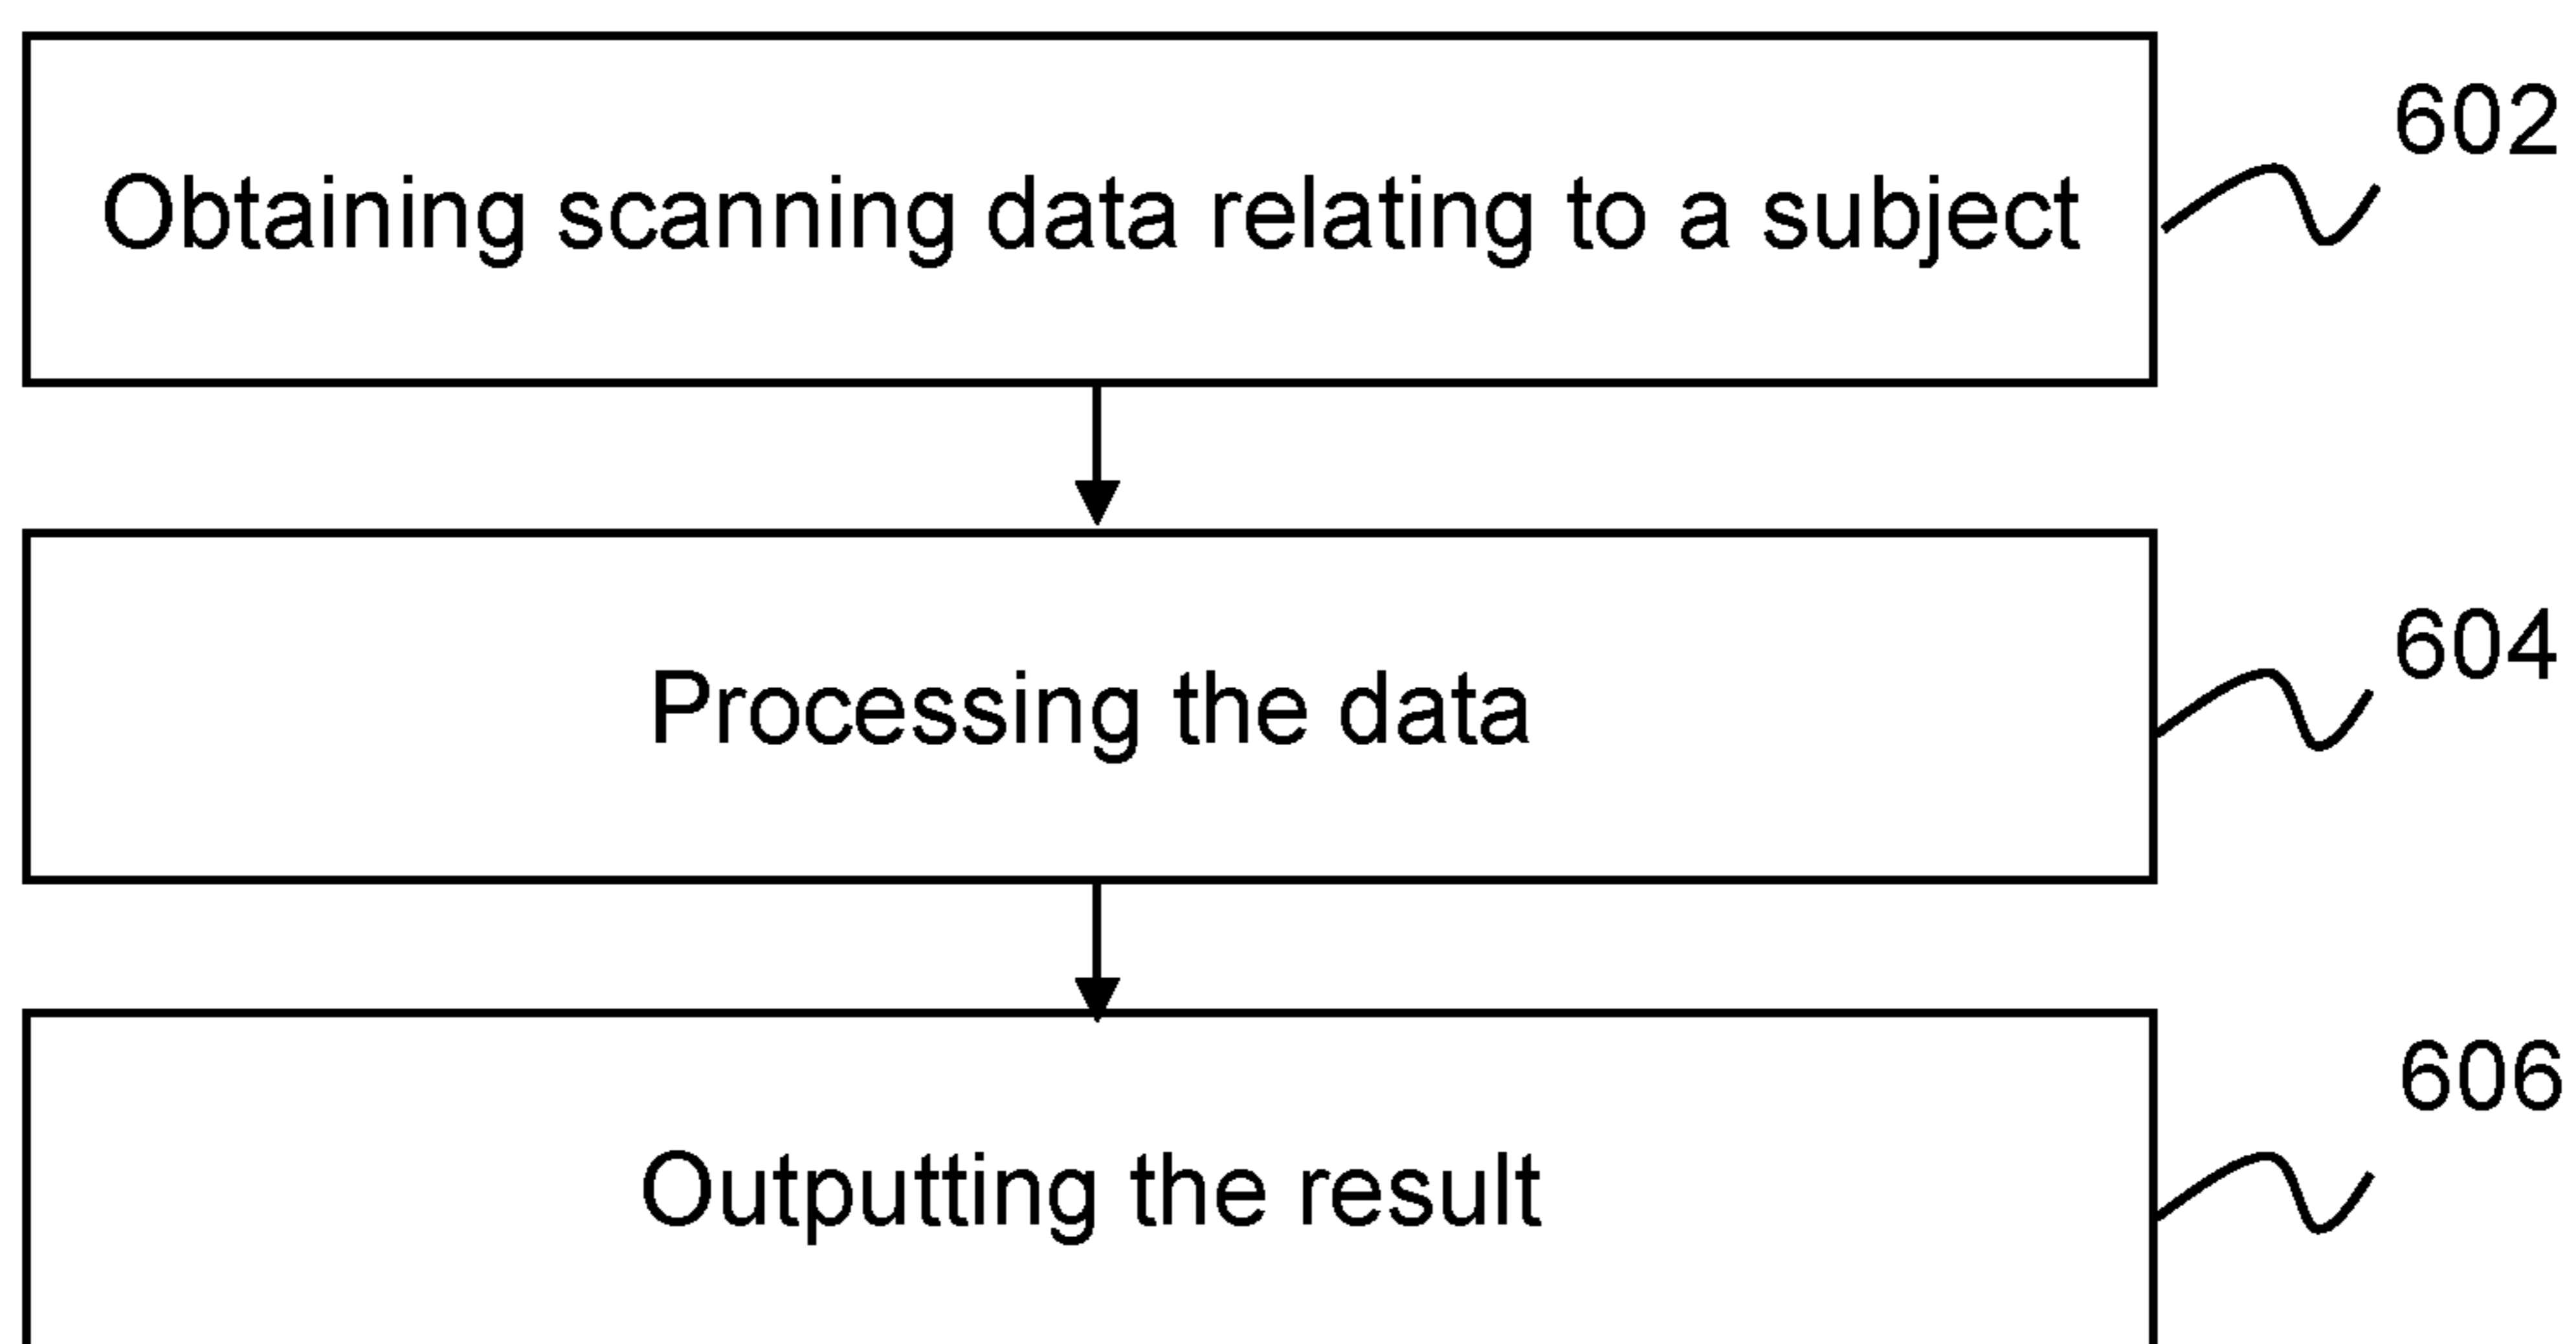 Obtaining scanning data relating to a subject
602
Processing the data
604
Outputting the result
606